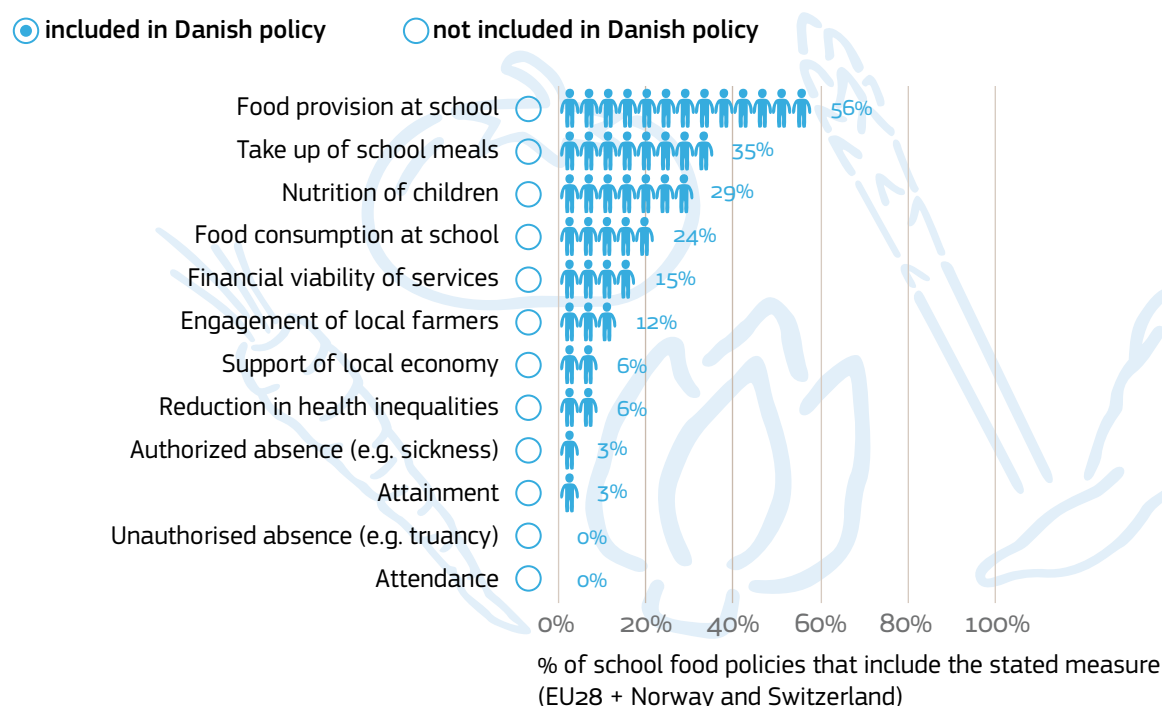 included in Danish policy not included in Danish policy
Food provision at school 56%
Take up of school meals 35%
Nutrition of children 29%
Food consumption at school 24%
Financial viability of services 15%
Engagement of local farmers 12%
Support of local economy 6%
Reduction in health inequalities 6%
Authorized absence (e.g. sickness) 3%
Attainment 3%
Unauthorised absence (e.g. truancy) 0%
Attendance 0%
0% 20% 40% 60% 80% 100%
% of school food policies that include the stated measure
(EU28 + Norway and Switzerland)